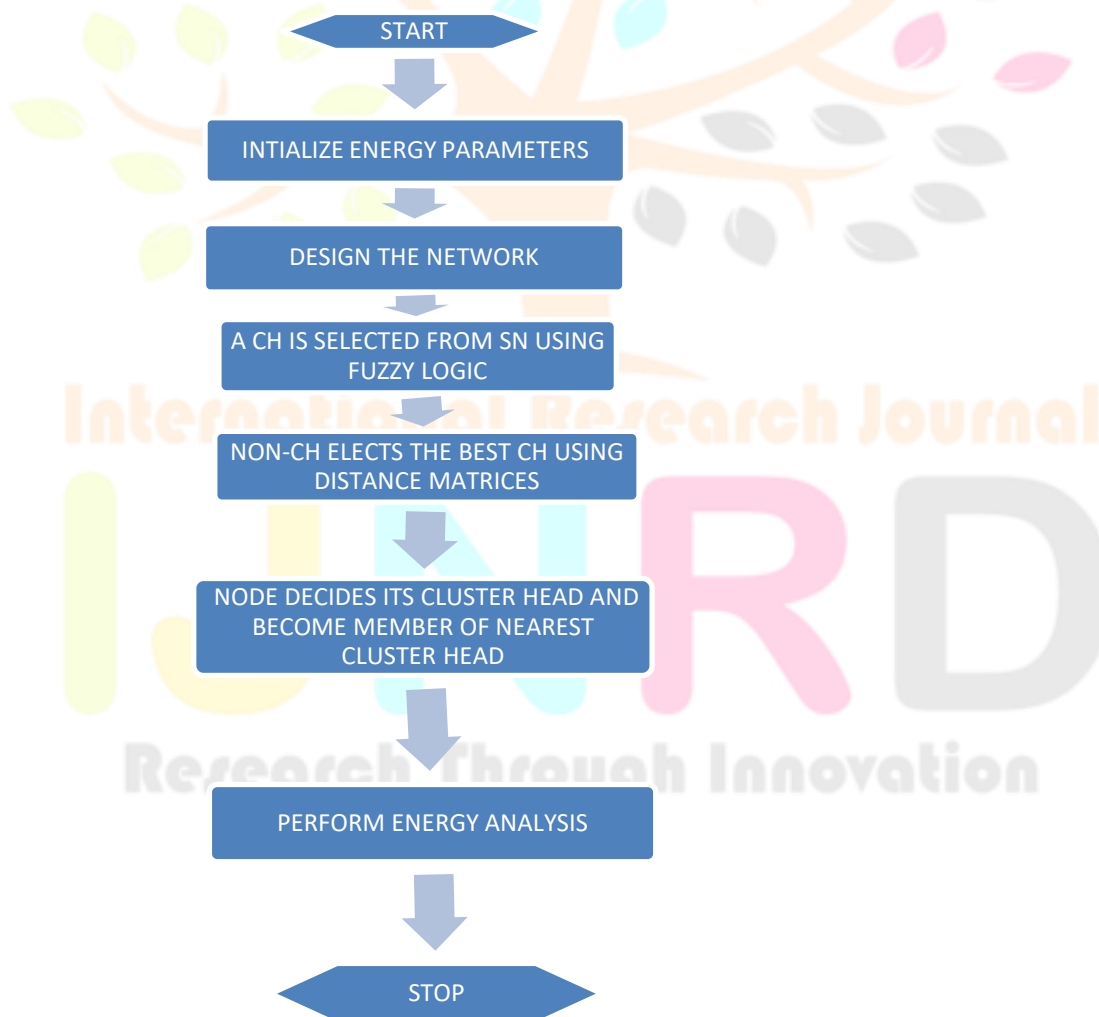 START
INTIALIZE ENERGY PARAMETERS
DESIGN THE NETWORK
A CH IS SELECTED FROM SN USING
FUZZY LOGIC
International Research Journal
NON-CH ELECTS THE BEST CH USING
DISTANCE MATRICES
IJNRD
NODE DECIDES ITS CLUSTER HEAD AND
BECOME MEMBER OF NEAREST
CLUSTER HEAD
Research Through Innovation
PERFORM ENERGY ANALYSIS
STOP